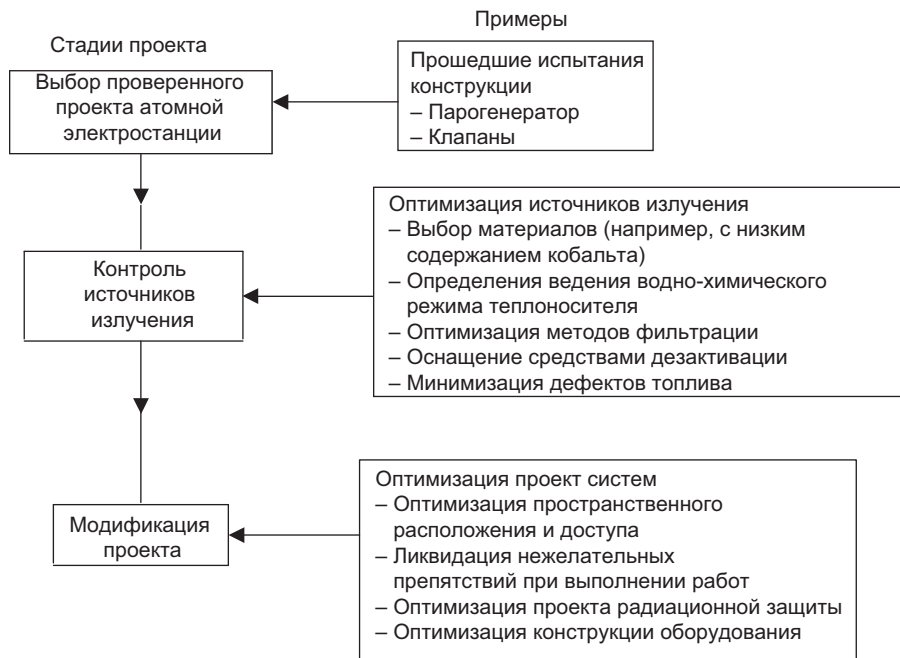 Примеры
Стадии проекта
Выбор проверенного
проекта атомной
электростанции
Прошедшие испытания
конструкции
– Парогенератор
– Клапаны
Контроль
источников
излучения
Оптимизация источников излучения
– Выбор материалов (например, с низким
содержанием кобальта)
– Определения ведения водно-химического
режима теплоносителя
– Оптимизация методов фильтрации
– Оснащение средствами дезактивации
– Минимизация дефектов топлива
Модификация
проекта
Оптимизация проект систем
– Оптимизация пространственного
расположения и доступа
– Ликвидация нежелательных
препятствий при выполнении работ
– Оптимизация проекта радиационной защиты
– Оптимизация конструкции оборудования